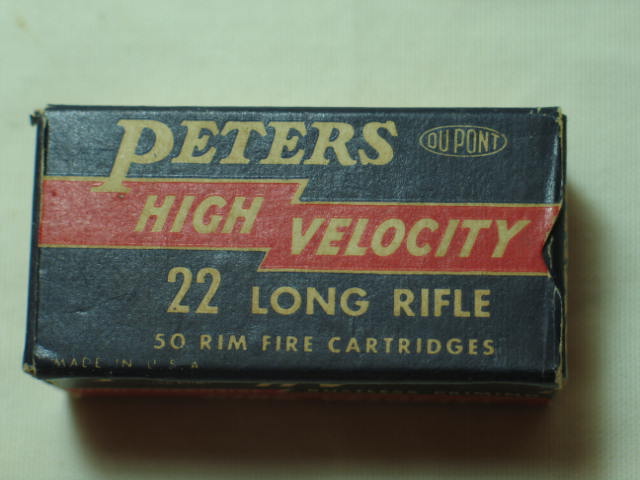 PETERS DU PONT
HIGH VELOCITY
22 LONG RIFLE
50 RIM FIRE CARTRIDGES
MADE IN U.S.A